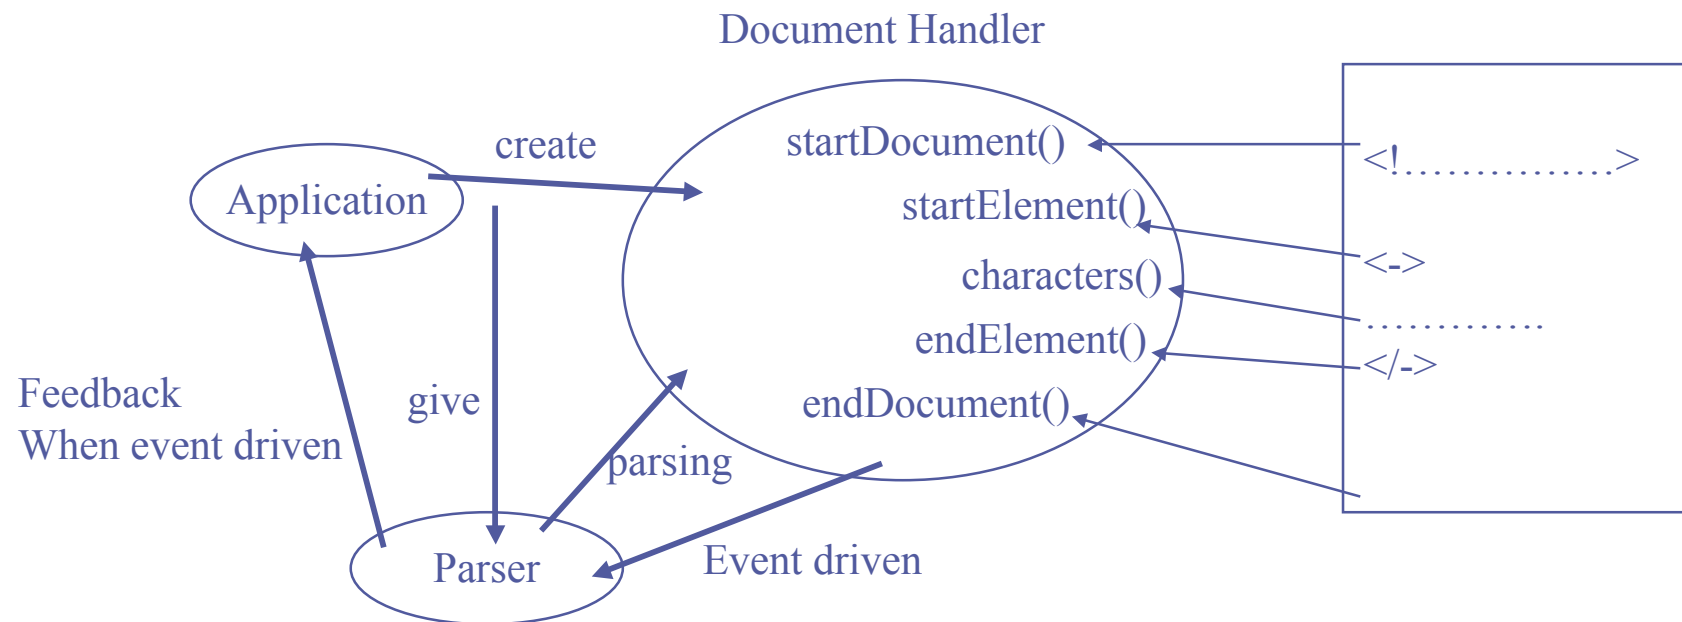 Document Handler
create
startDocument()
<!...............>
Application
startElement()
<->
characters()
.............
endElement()
</->
Feedback
When event driven
give
endDocument()
parsing
Parser
Event driven